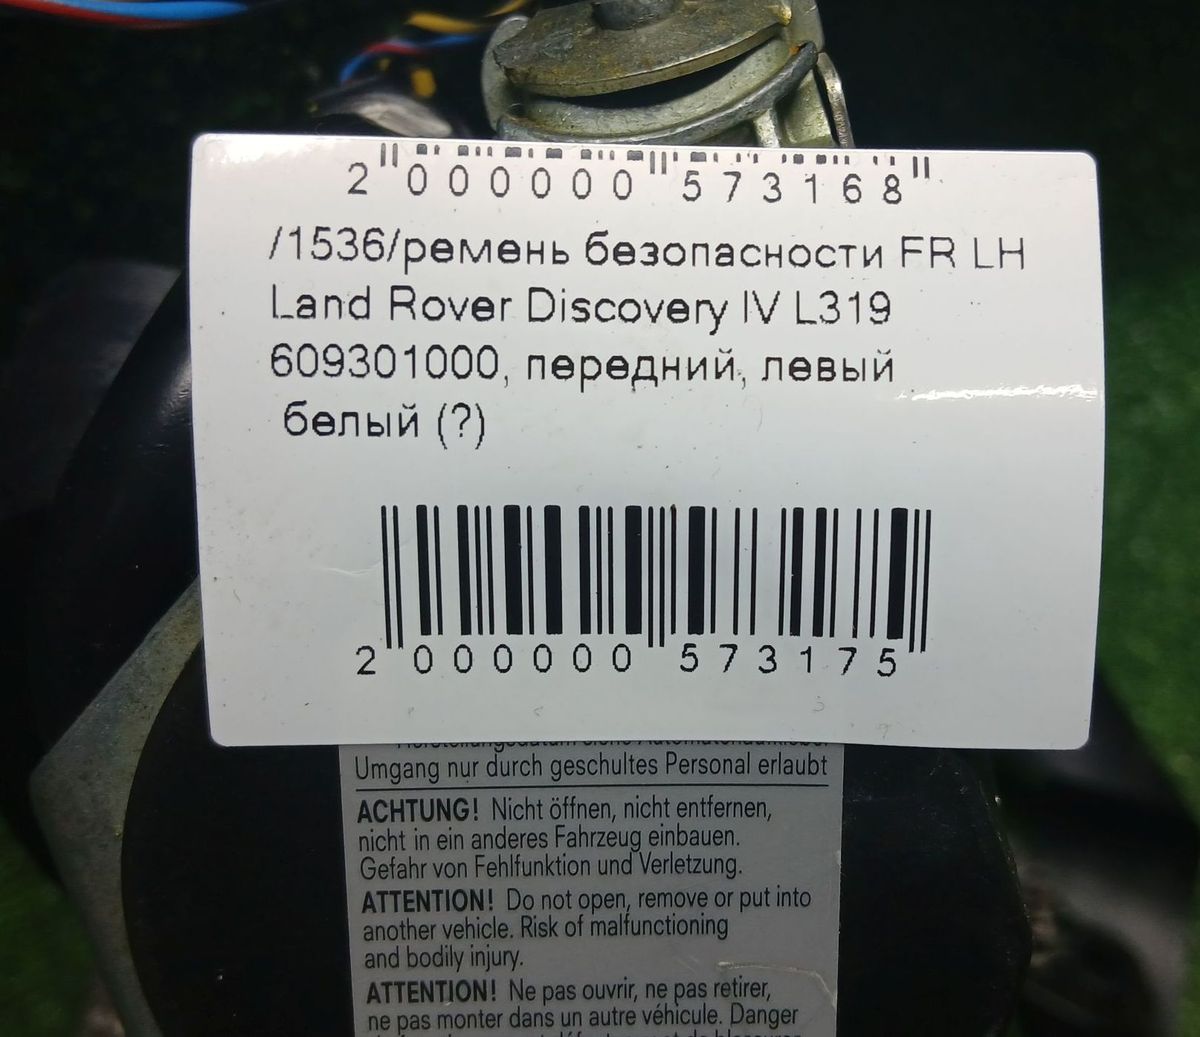 2 000000 573168
/1536/ремень безопасности FR LH
Land Rover Discovery IV L319
609301000, передний, левый
белый (?)
2 000000 573175
Umgang nur durch geschultes Personal erlaubt
ACHTUNG! Nicht öffnen, nicht entfernen,
nicht in ein anderes Fahrzeug einbauen.
Gefahr von Fehlfunktion und Verletzung.
ATTENTION! Do not open, remove or put into
another vehicle. Risk of malfunctioning
and bodily injury.
ATTENTION! Ne pas ouvrir, ne pas retirer,
ne pas monter dans un autre véhicule. Danger